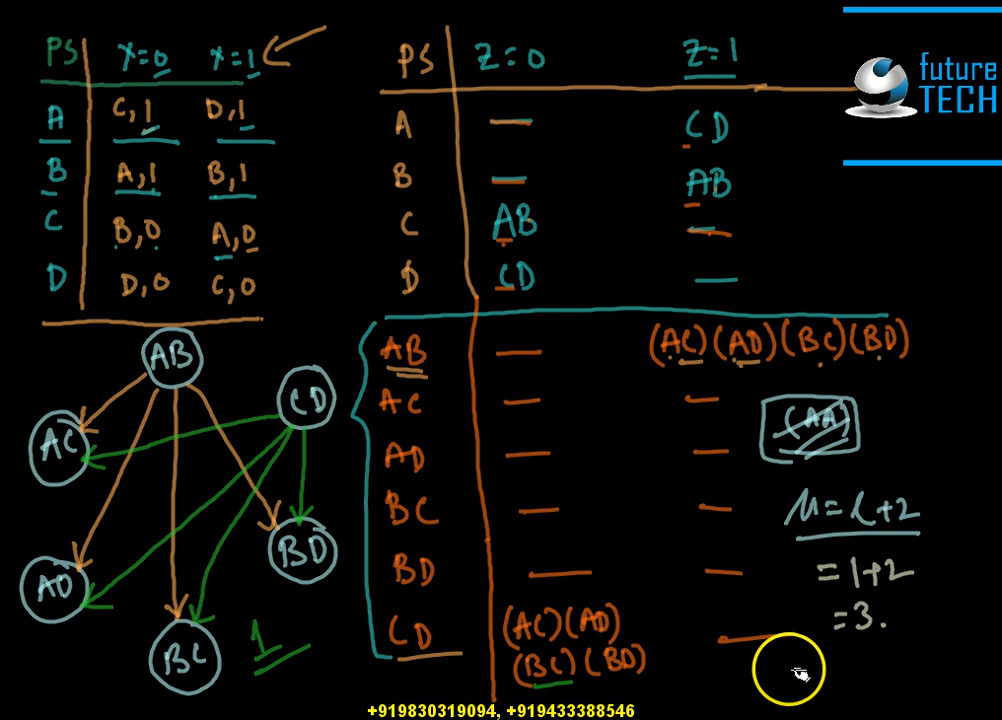 PS X=0 X=1
A C,1 D,1
B A,1 B,1
C B,0 A,0
D D,0 C,0
PS Z=0 Z=1
A — CD
B — AB
C AB —
D CD —
AB — (AC)(AD)(BC)(BD)
AC — —
AD — —
BC — —
BD — —
CD (AC)(AD) —
(BC)(BD)
future
TECH
(AA)
μ=l+2
=1+2
=3.
AB
CD
AC
BD
AD
BC
1
+919830319094, +919433388546